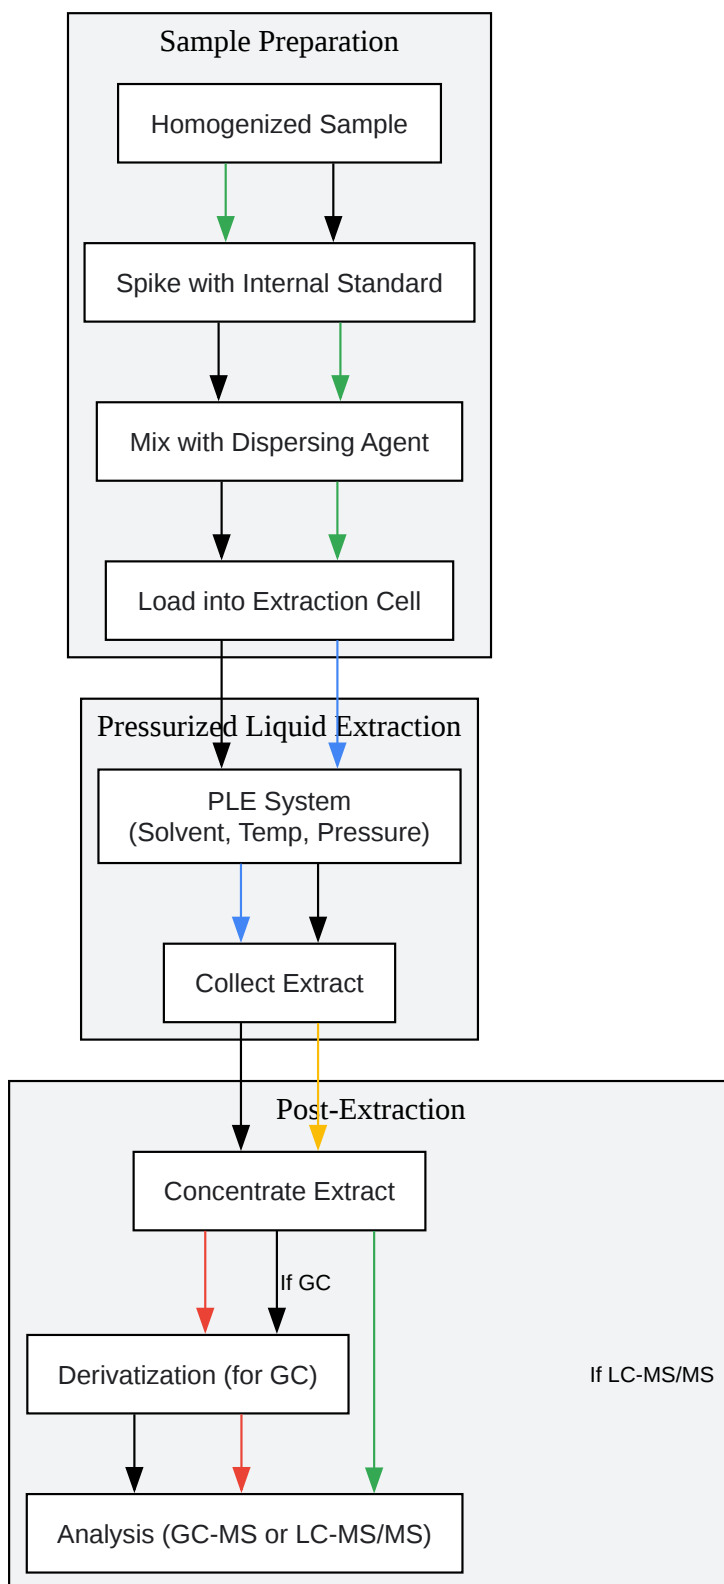 Sample Preparation
Homogenized Sample
Spike with Internal Standard
Mix with Dispersing Agent
Load into Extraction Cell
Pressurized Liquid Extraction
PLE System
(Solvent, Temp, Pressure)
Collect Extract
Post-Extraction
Concentrate Extract
If GC
Derivatization (for GC)
If LC-MS/MS
Analysis (GC-MS or LC-MS/MS)